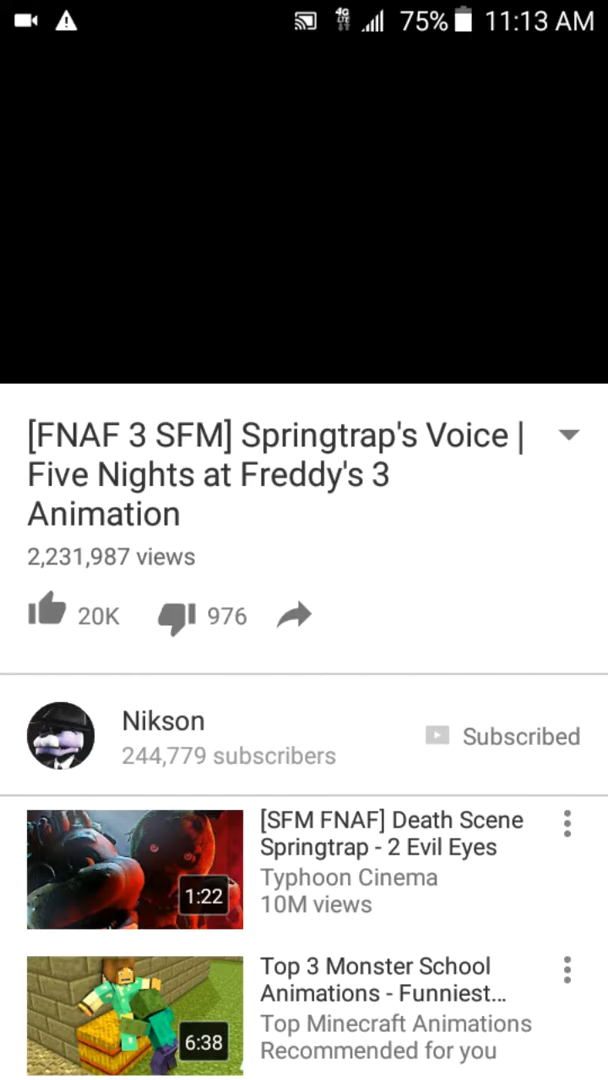 75% 11:13 AM
4G LTE
[FNAF 3 SFM] Springtrap's Voice |
Five Nights at Freddy's 3
Animation
2,231,987 views
20K 976
Nikson
244,779 subscribers
Subscribed
[SFM FNAF] Death Scene
Springtrap - 2 Evil Eyes
Typhoon Cinema
10M views
1:22
Top 3 Monster School
Animations - Funniest...
Top Minecraft Animations
Recommended for you
6:38